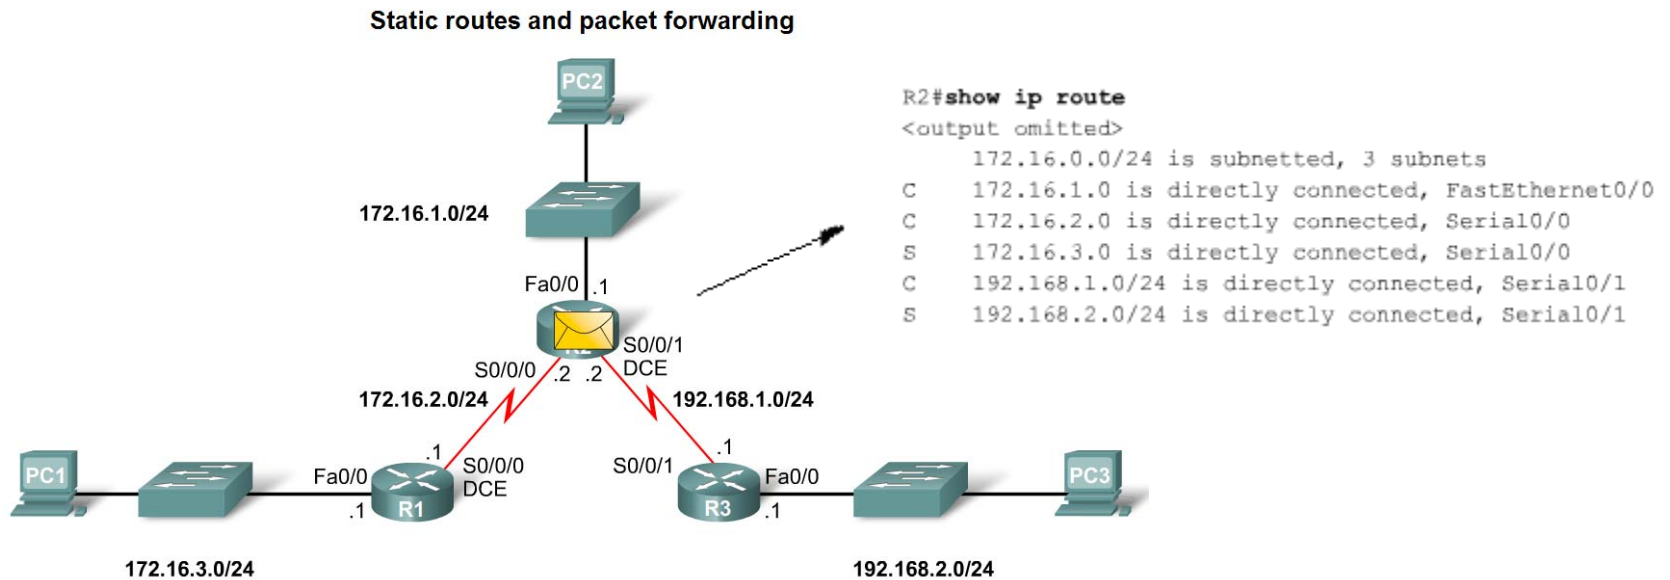 Static routes and packet forwarding
PC2
R2#show ip route
<output omitted>
172.16.0.0/24 is subnetted, 3 subnets
C 172.16.1.0 is directly connected, FastEthernet0/0
C 172.16.2.0 is directly connected, Serial0/0
S 172.16.3.0 is directly connected, Serial0/0
C 192.168.1.0/24 is directly connected, Serial0/1
S 192.168.2.0/24 is directly connected, Serial0/1
172.16.1.0/24
Fa0/0 .1
R2
S0/0/1
DCE
S0/0/0 .2 .2
172.16.2.0/24
192.168.1.0/24
.1
S0/0/0
DCE
.1
S0/0/1
PC1
Fa0/0
.1
R1
R3
Fa0/0
.1
PC3
172.16.3.0/24
192.168.2.0/24